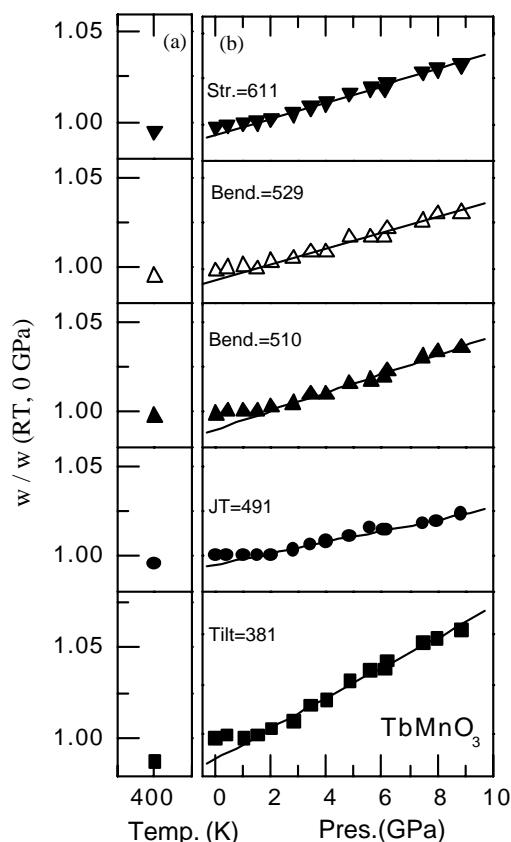 (a) (b)
1.05
Str.=611
1.00
1.05
Bend.=529
1.00
1.05
Bend.=510
1.00
1.05
JT=491
1.00
1.05
Tilt=381
1.00
TbMnO3
400 0 2 4 6 8 10
Temp. (K) Pres.(GPa)
w / w (RT, 0 GPa)